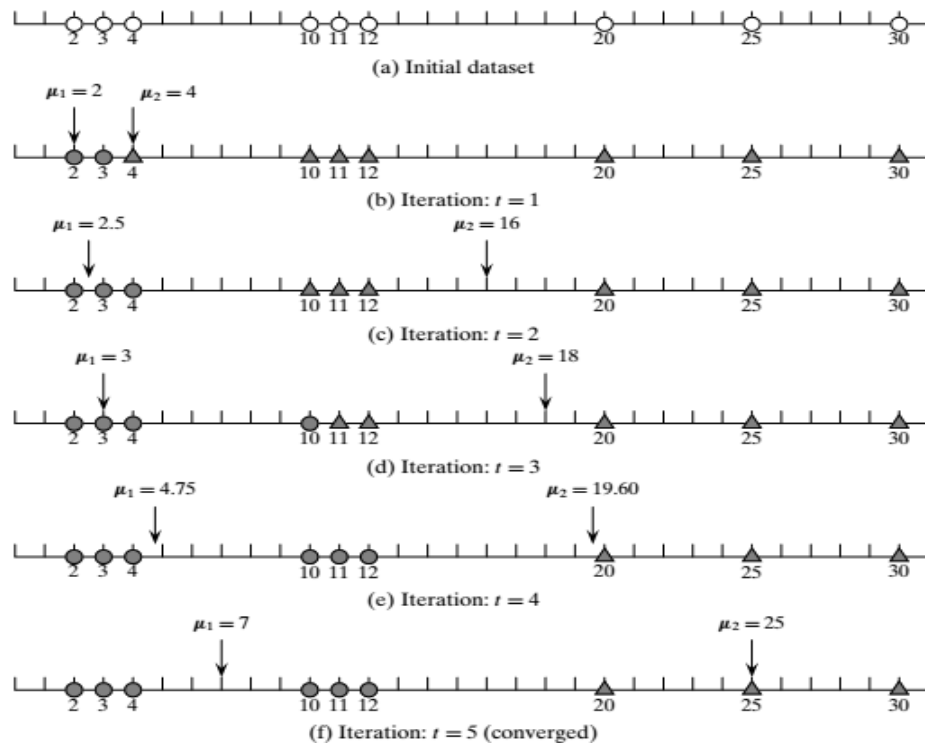 2 3 4 10 11 12 20 25 30
(a) Initial dataset
μ₁ = 2 μ₂ = 4
2 3 4 10 11 12 20 25 30
(b) Iteration: t = 1
μ₁ = 2.5 μ₂ = 16
2 3 4 10 11 12 20 25 30
(c) Iteration: t = 2
μ₁ = 3 μ₂ = 18
2 3 4 10 11 12 20 25 30
(d) Iteration: t = 3
μ₁ = 4.75 μ₂ = 19.60
2 3 4 10 11 12 20 25 30
(e) Iteration: t = 4
μ₁ = 7 μ₂ = 25
2 3 4 10 11 12 20 25 30
(f) Iteration: t = 5 (converged)